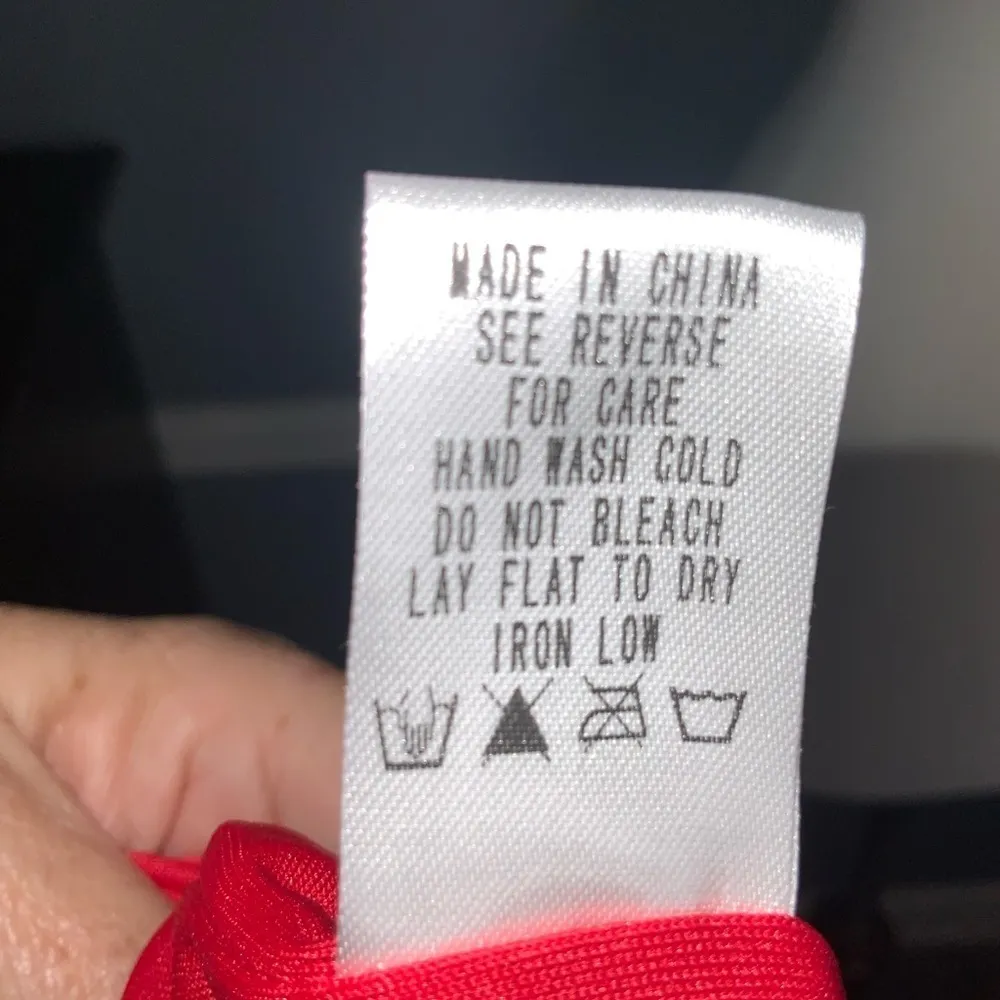 MADE IN CHINA
SEE REVERSE
FOR CARE
HAND WASH COLD
DO NOT BLEACH
LAY FLAT TO DRY
IRON LOW